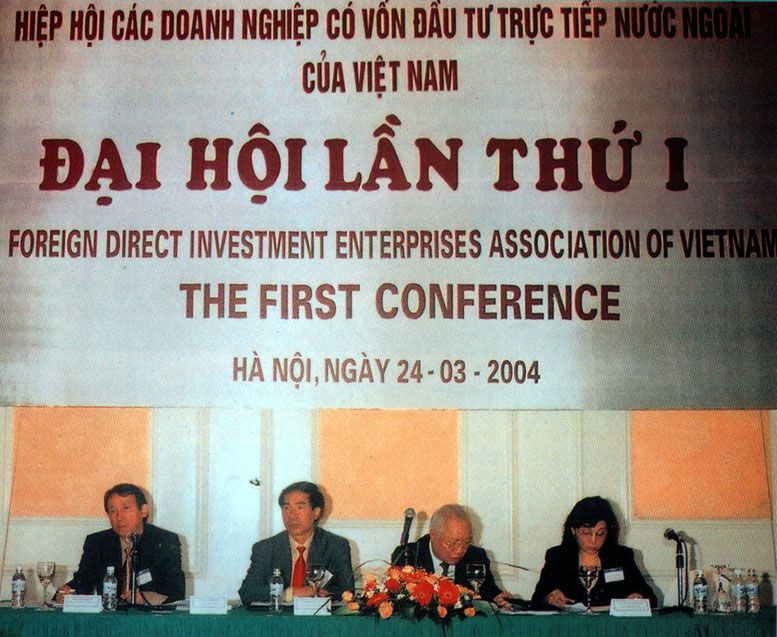 HIỆP HỘI CÁC DOANH NGHIỆP CÓ VỐN ĐẦU TƯ TRỰC TIẾP NƯỚC NGOÀI
CỦA VIỆT NAM
ĐẠI HỘI LẦN THỨ I
FOREIGN DIRECT INVESTMENT ENTERPRISES ASSOCIATION OF VIETNAM
THE FIRST CONFERENCE
HÀ NỘI, NGÀY 24 - 03 - 2004